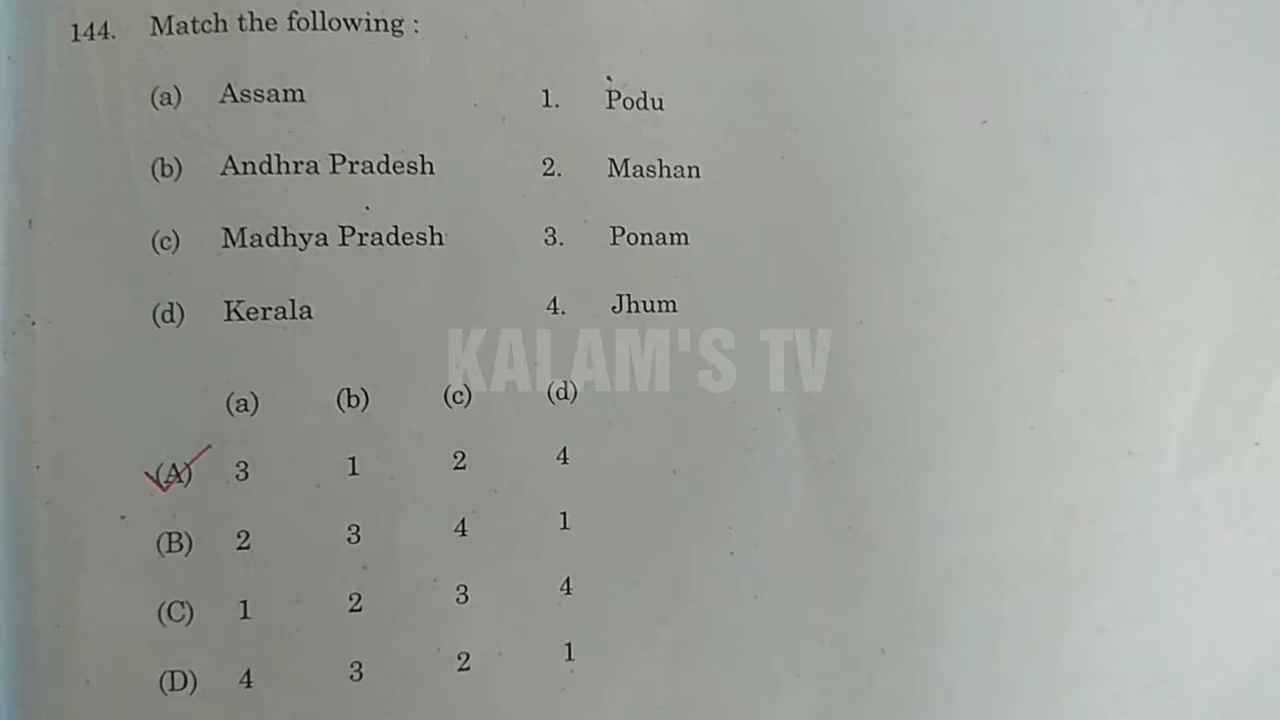 144. Match the following :
(a) Assam 1. Podu
(b) Andhra Pradesh 2. Mashan
(c) Madhya Pradesh 3. Ponam
(d) Kerala 4. Jhum
KALAM'S TV
(a) (b) (c) (d)
(A) 3 1 2 4
(B) 2 3 4 1
(C) 1 2 3 4
(D) 4 3 2 1